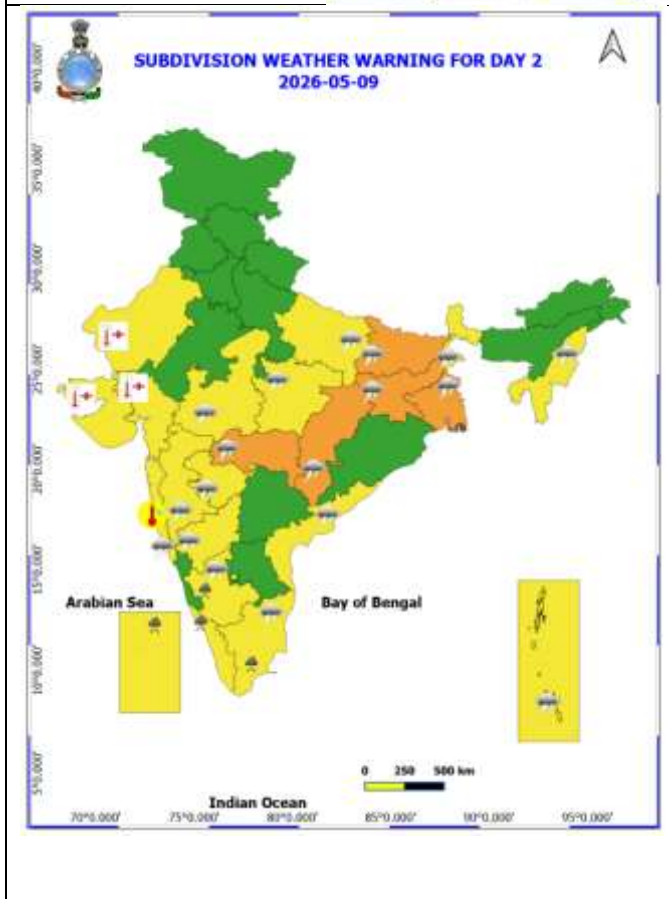 SUBDIVISION WEATHER WARNING FOR DAY 2
2026-05-09
40°0.000'
35°0.000'
30°0.000'
25°0.000'
20°0.000'
15°0.000'
10°0.000'
5°0.000'
Arabian Sea
Bay of Bengal
0 250 500 km
Indian Ocean
70°0.000' 75°0.000' 80°0.000' 85°0.000' 90°0.000' 95°0.000'